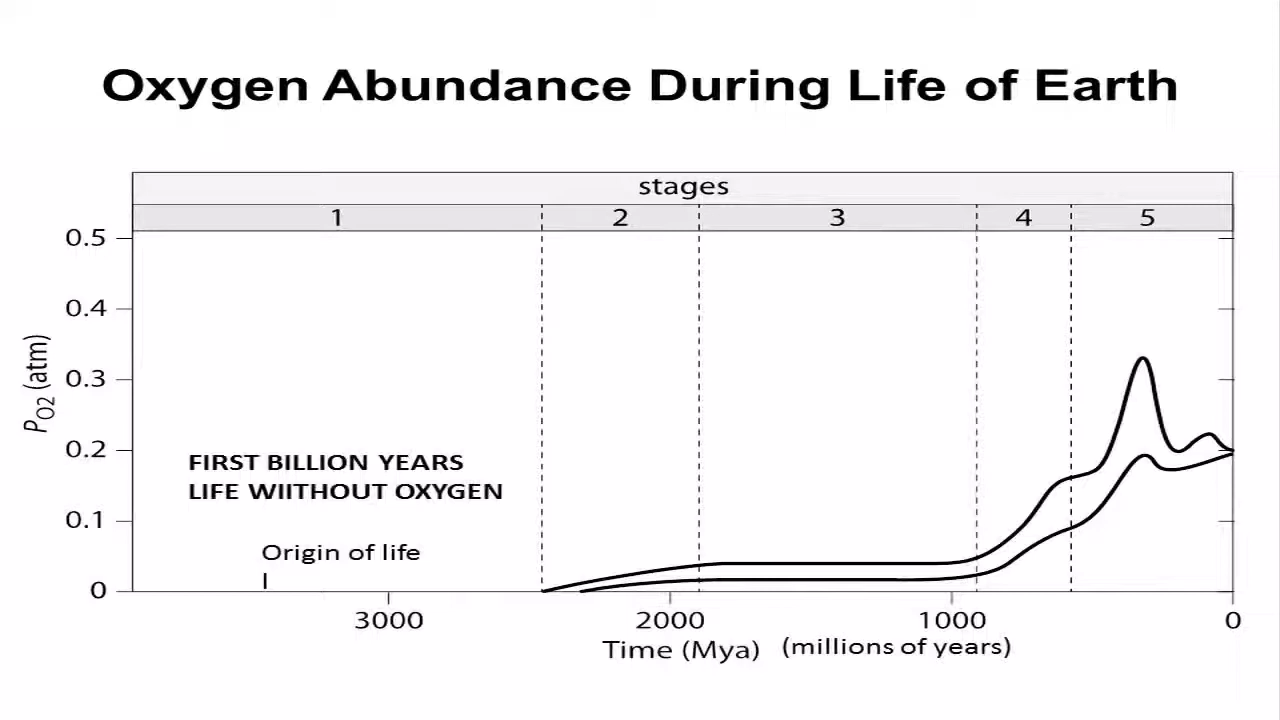 Oxygen Abundance During Life of Earth
stages
1 2 3 4 5
0.5
0.4
0.3
0.2
0.1
0
PO2 (atm)
FIRST BILLION YEARS
LIFE WIITHOUT OXYGEN
Origin of life
3000 2000 1000 0
Time (Mya) (millions of years)